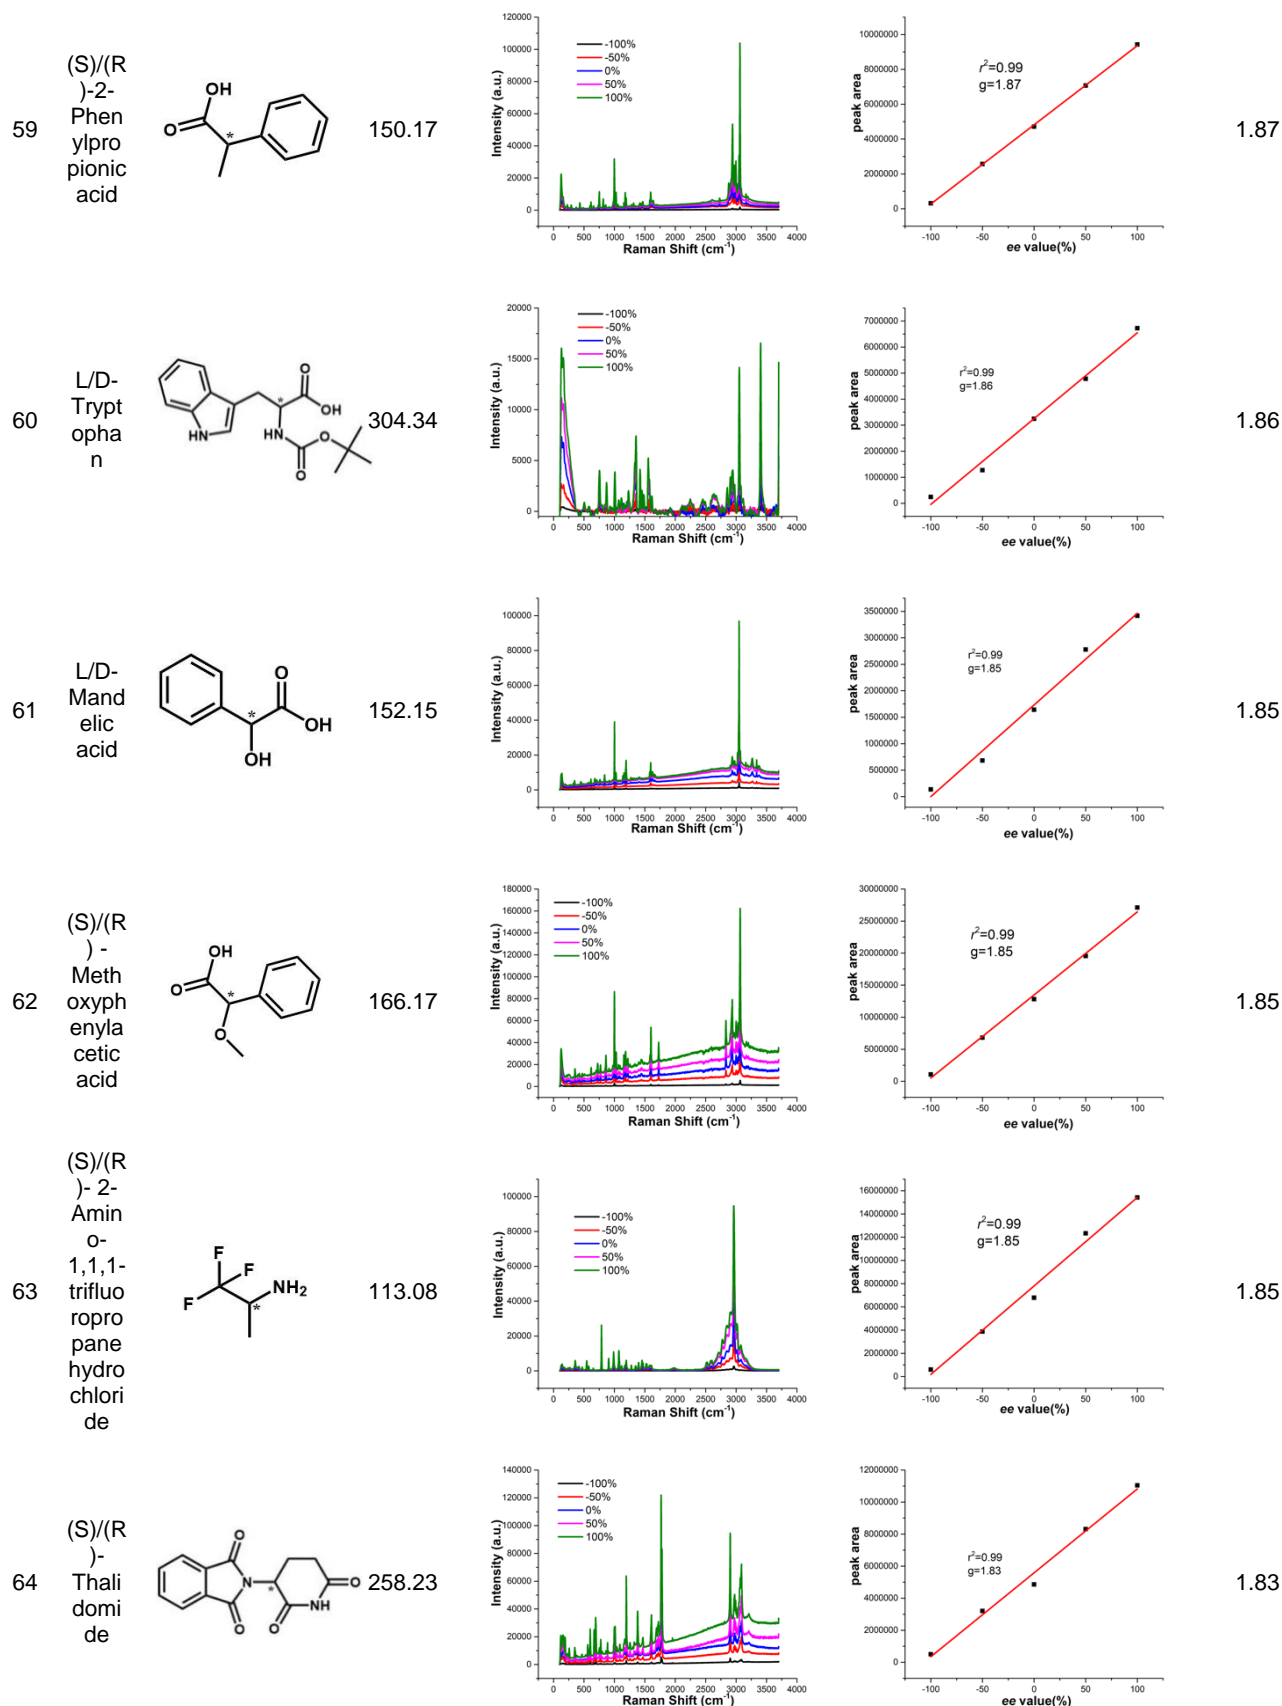 59
(S)/(R
)-2-
Phen
ylpro
pionic
acid
OH
O
*
150.17
Intensity (a.u.)
120000
100000
80000
60000
40000
20000
0
-100%
-50%
0%
50%
100%
0 500 1000 1500 2000 2500 3000 3500 4000
Raman Shift (cm⁻¹)
peak area
10000000
8000000
6000000
4000000
2000000
0
r²=0.99
g=1.87
-100 -50 0 50 100
ee value(%)
1.87
60
L/D-
Trypt
opha
n
O
*
OH
HN
NH
O
O
304.34
Intensity (a.u.)
20000
15000
10000
5000
0
-100%
-50%
0%
50%
100%
0 500 1000 1500 2000 2500 3000 3500 4000
Raman Shift (cm⁻¹)
peak area
7000000
6000000
5000000
4000000
3000000
2000000
1000000
0
r²=0.99
g=1.86
-100 -50 0 50 100
ee value(%)
1.86
61
L/D-
Mand
elic
acid
O
*
OH
OH
152.15
Intensity (a.u.)
100000
80000
60000
40000
20000
0
-100%
-50%
0%
50%
100%
0 500 1000 1500 2000 2500 3000 3500 4000
Raman Shift (cm⁻¹)
peak area
3500000
3000000
2500000
2000000
1500000
1000000
500000
0
r²=0.99
g=1.85
-100 -50 0 50 100
ee value(%)
1.85
62
(S)/(R
) -
Meth
oxyph
enyla
cetic
acid
OH
O
*
O
166.17
Intensity (a.u.)
180000
160000
140000
120000
100000
80000
60000
40000
20000
0
-100%
-50%
0%
50%
100%
0 500 1000 1500 2000 2500 3000 3500 4000
Raman Shift (cm⁻¹)
peak area
30000000
25000000
20000000
15000000
10000000
5000000
0
r²=0.99
g=1.85
-100 -50 0 50 100
ee value(%)
1.85
63
(S)/(R
)- 2-
Amin
o-
1,1,1-
trifluo
ropro
pane
hydro
chlori
de
F
F
F
NH₂
*
113.08
Intensity (a.u.)
100000
80000
60000
40000
20000
0
-100%
-50%
0%
50%
100%
0 500 1000 1500 2000 2500 3000 3500 4000
Raman Shift (cm⁻¹)
peak area
16000000
14000000
12000000
10000000
8000000
6000000
4000000
2000000
0
r²=0.99
g=1.85
-100 -50 0 50 100
ee value(%)
1.85
64
(S)/(R
)-
Thali
domi
de
O
N
*
O
O
NH
O
258.23
Intensity (a.u.)
140000
120000
100000
80000
60000
40000
20000
0
-100%
-50%
0%
50%
100%
0 500 1000 1500 2000 2500 3000 3500 4000
Raman Shift (cm⁻¹)
peak area
12000000
10000000
8000000
6000000
4000000
2000000
0
r²=0.99
g=1.83
-100 -50 0 50 100
ee value(%)
1.83